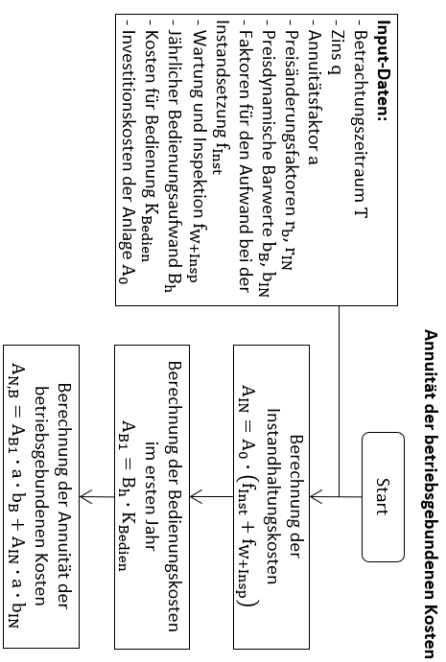 Annuität der betriebsgebundenen Kosten
Input-Daten:
- Betrachtungszeitraum T
- Zins q
- Annuitätsfaktor a
- Preisänderungsfaktoren r_b, r_IN
- Preisdynamische Barwerte b_B, b_IN
- Faktoren für den Aufwand bei der
Instandsetzung f_Inst
- Wartung und Inspektion f_W+Insp
- Jährlicher Bedienungsaufwand B_h
- Kosten für Bedienung K_Bedien
- Investitionskosten der Anlage A_0
Start
Berechnung der
Instandhaltungskosten
A_IN = A_0 · (f_Inst + f_W+Insp)
Berechnung der Bedienungskosten
im ersten Jahr
A_B1 = B_h · K_Bedien
Berechnung der Annuität der
betriebsgebundenen Kosten
A_N,B = A_B1 · a · b_B + A_IN · a · b_IN